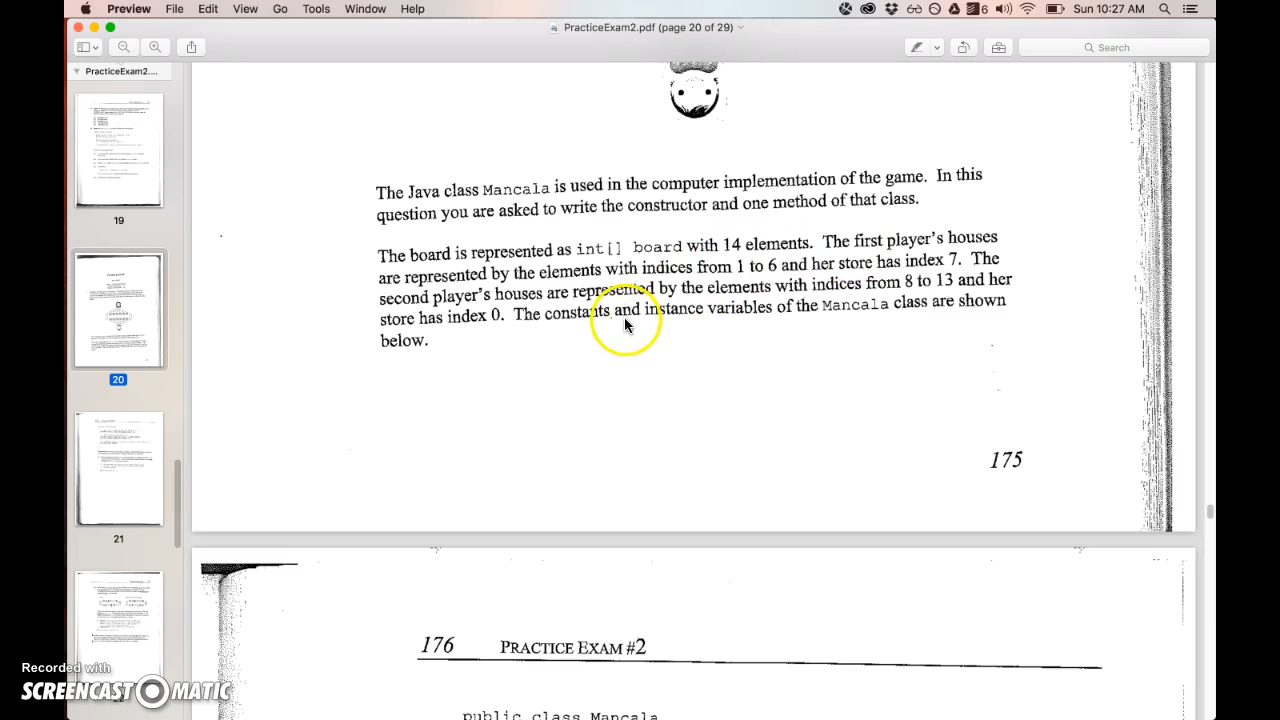 Preview File Edit View Go Tools Window Help 6 Sun 10:27 AM
PracticeExam2.pdf (page 20 of 29)
Search
PracticeExam2....
19
20
21
The Java class Mancala is used in the computer implementation of the game. In this
question you are asked to write the constructor and one method of that class.
The board is represented as int[] board with 14 elements. The first player's houses
are represented by the elements with indices from 1 to 6 and her store has index 7. The
second player's houses are represented by the elements with indices from 8 to 13 and her
store has index 0. The constants and instance variables of the Mancala class are shown
below.
175
176 PRACTICE EXAM #2
public class Mancala
Recorded with
SCREENCAST MATIC